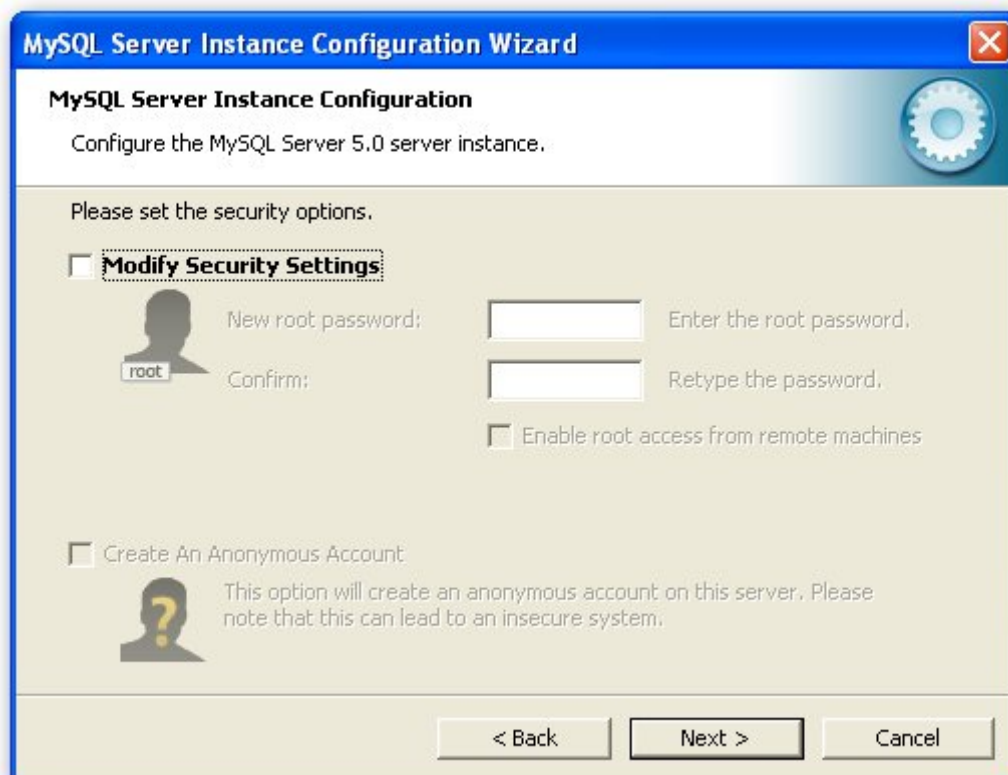 MySQL Server Instance Configuration Wizard
MySQL Server Instance Configuration
Configure the MySQL Server 5.0 server instance.
Please set the security options.
Modify Security Settings
New root password: Enter the root password.
root
Confirm: Retype the password.
Enable root access from remote machines
Create An Anonymous Account
This option will create an anonymous account on this server. Please
note that this can lead to an insecure system.
< Back Next > Cancel